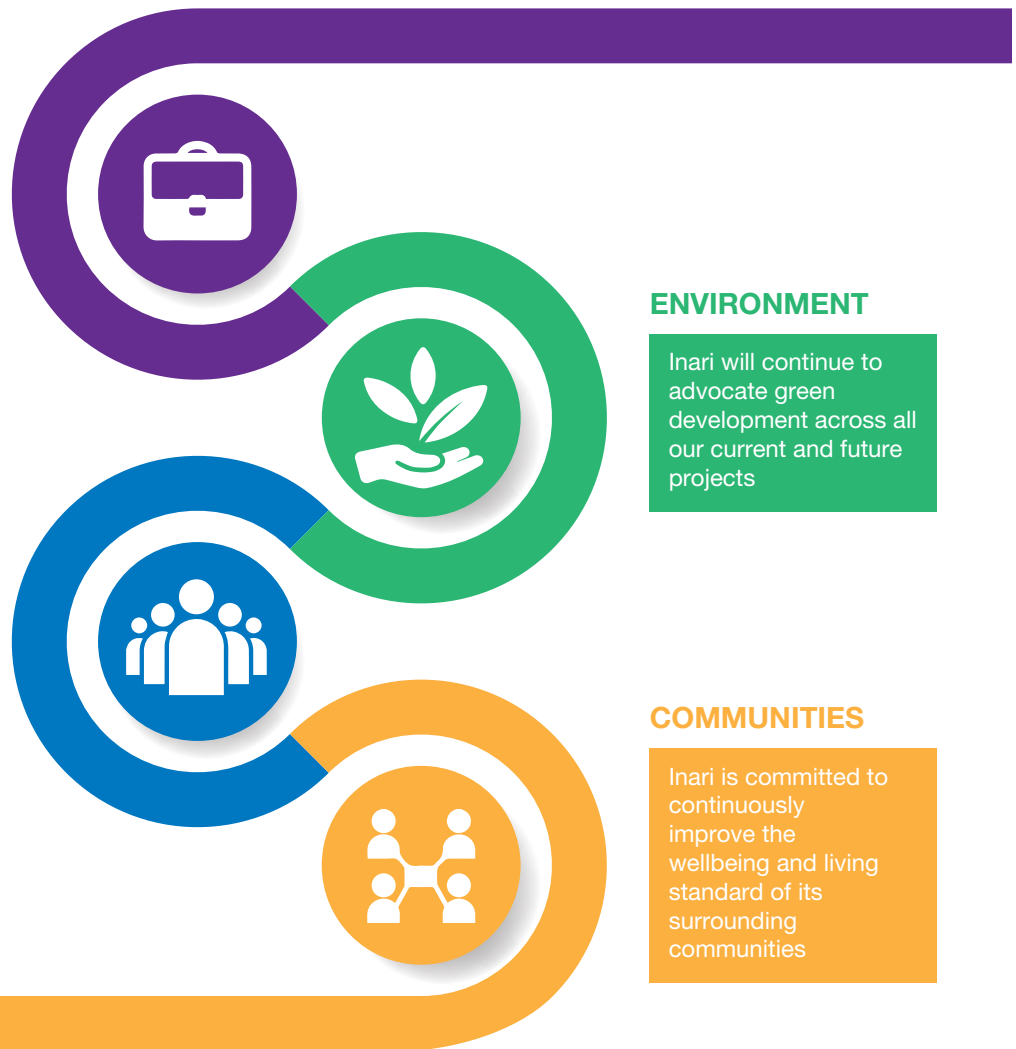 ENVIRONMENT
Inari will continue to
advocate green
development across all
our current and future
projects
COMMUNITIES
Inari is committed to
continuously
improve the
wellbeing and living
standard of its
surrounding
communities